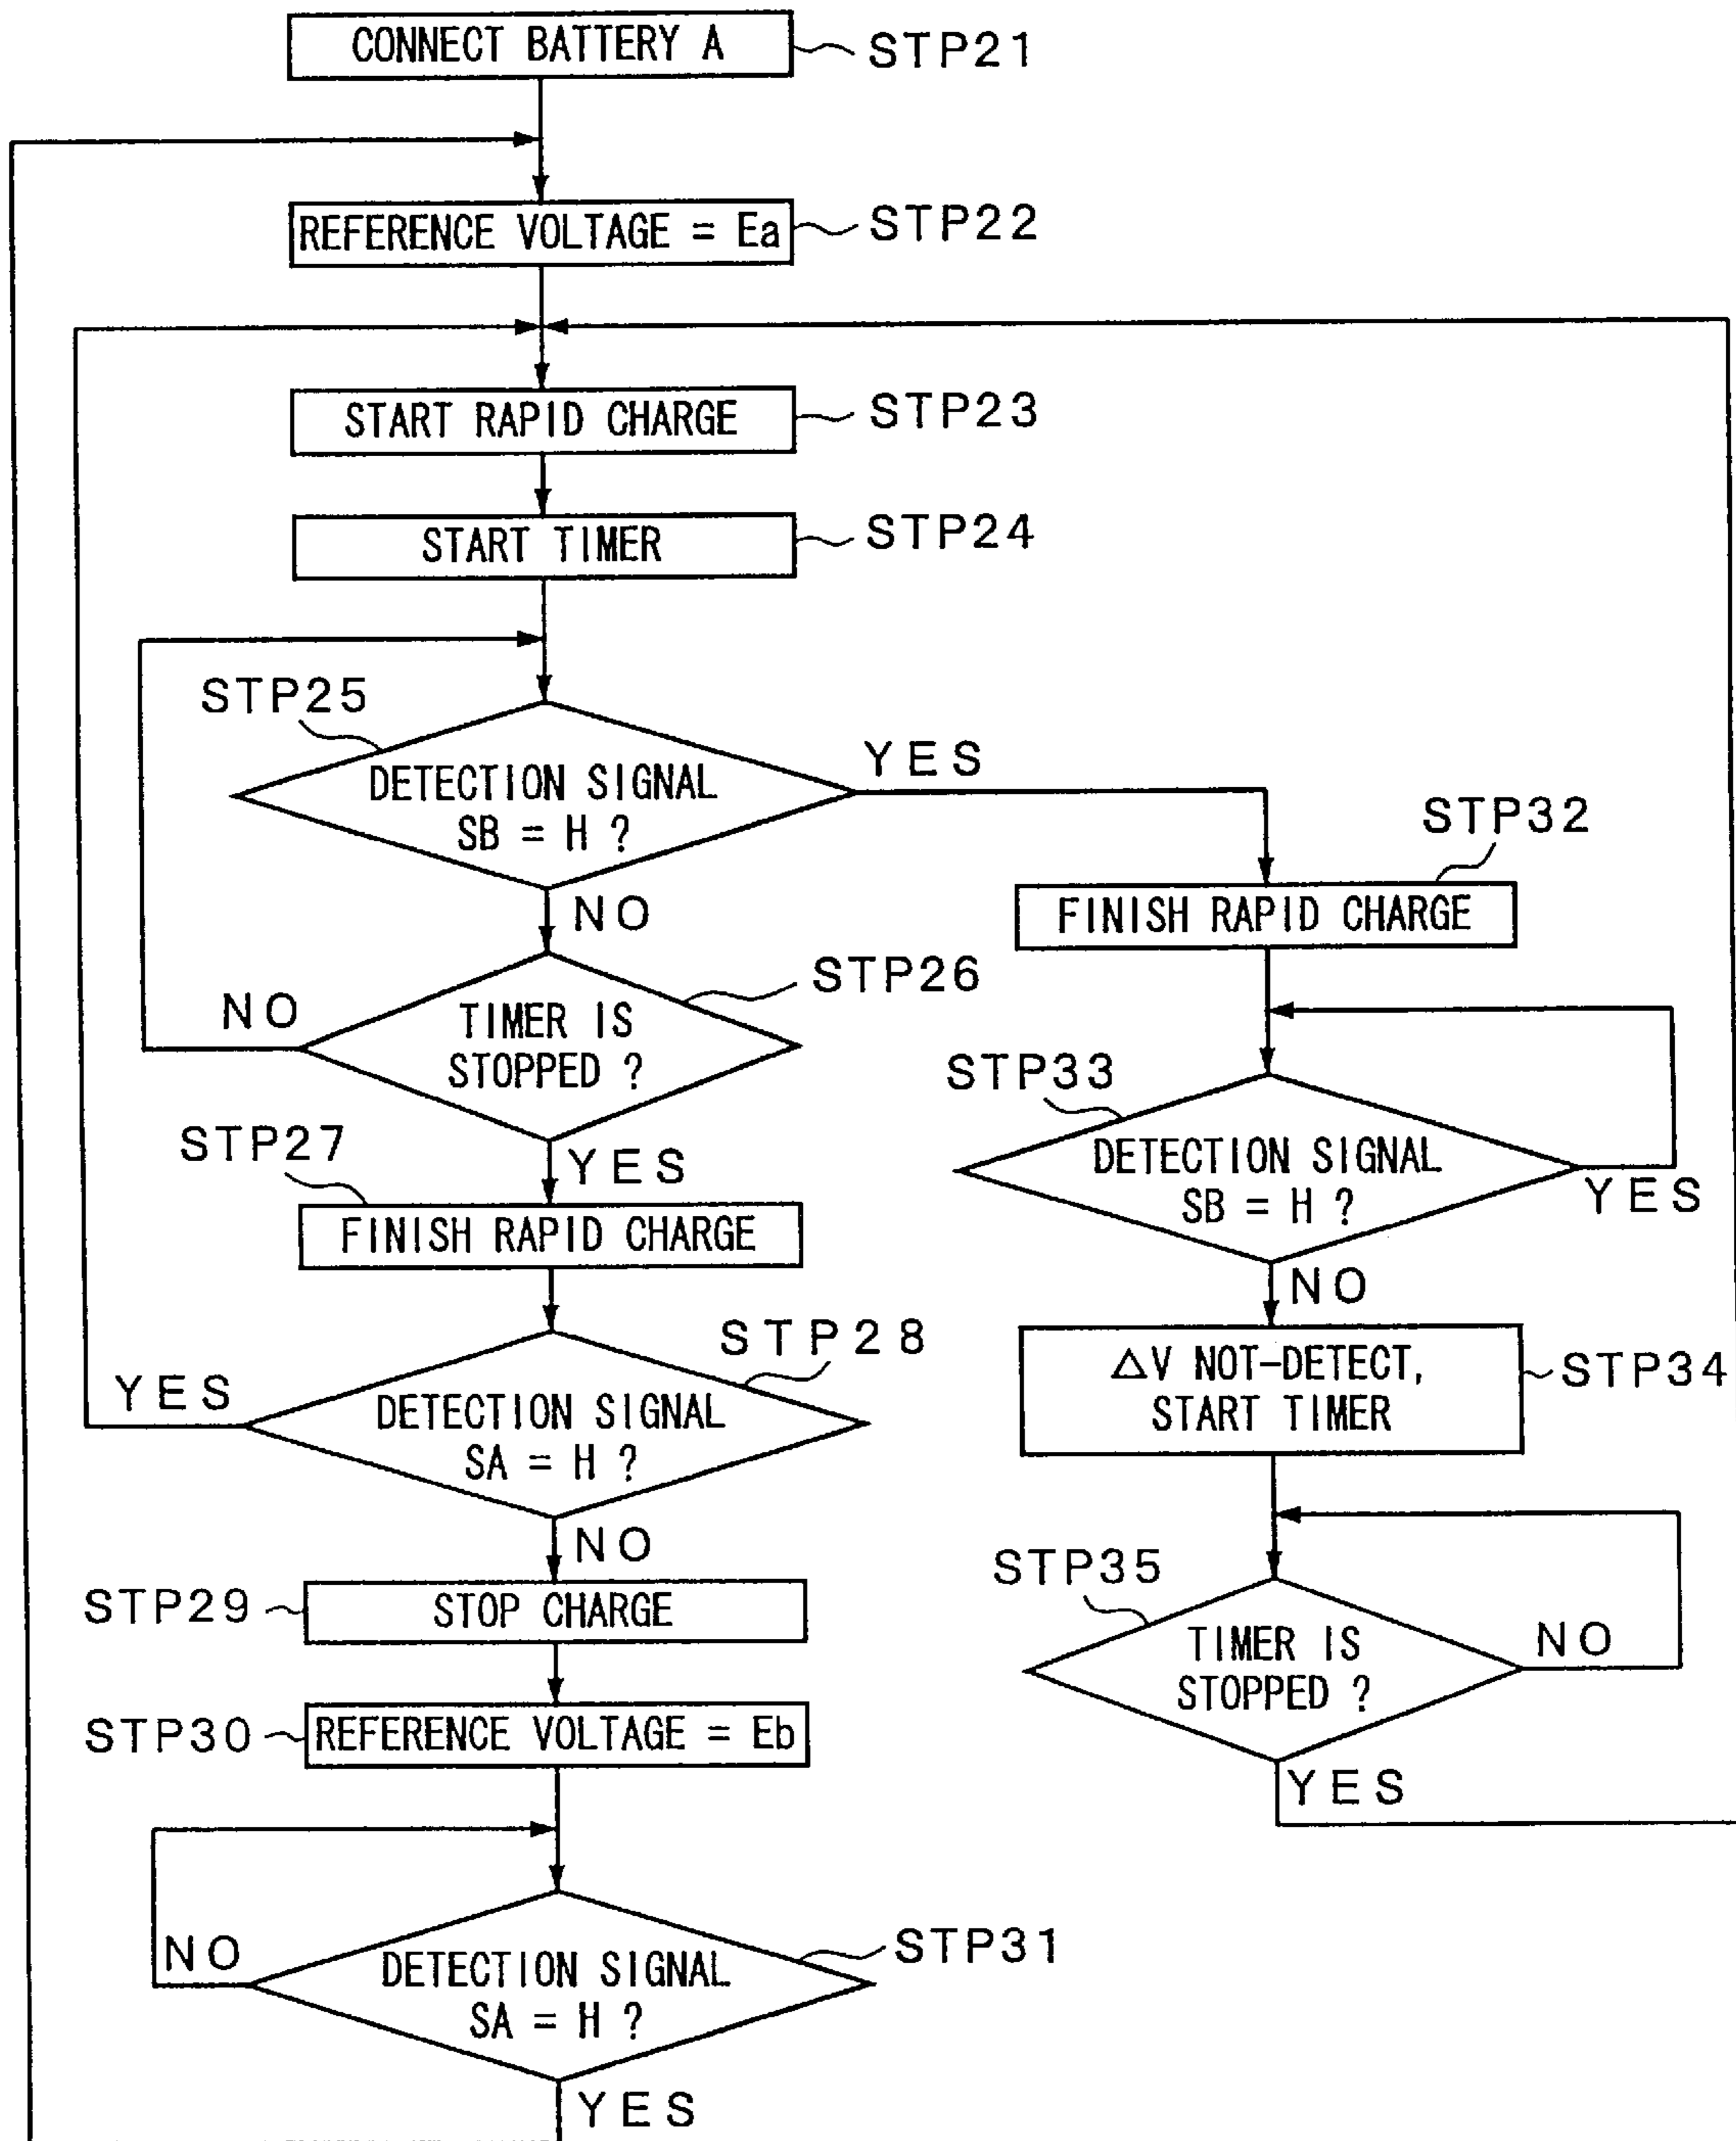 CONNECT BATTERY A
STP21
REFERENCE VOLTAGE = Ea
STP22
START RAPID CHARGE
STP23
START TIMER
STP24
STP25
DETECTION SIGNAL
SB = H ?
YES
NO
STP32
FINISH RAPID CHARGE
STP26
TIMER IS
STOPPED ?
NO
YES
STP33
DETECTION SIGNAL
SB = H ?
YES
NO
STP27
FINISH RAPID CHARGE
STP28
DETECTION SIGNAL
SA = H ?
YES
NO
STP34
△V NOT-DETECT,
START TIMER
STP29
STOP CHARGE
STP35
TIMER IS
STOPPED ?
NO
YES
STP30
REFERENCE VOLTAGE = Eb
STP31
DETECTION SIGNAL
SA = H ?
NO
YES